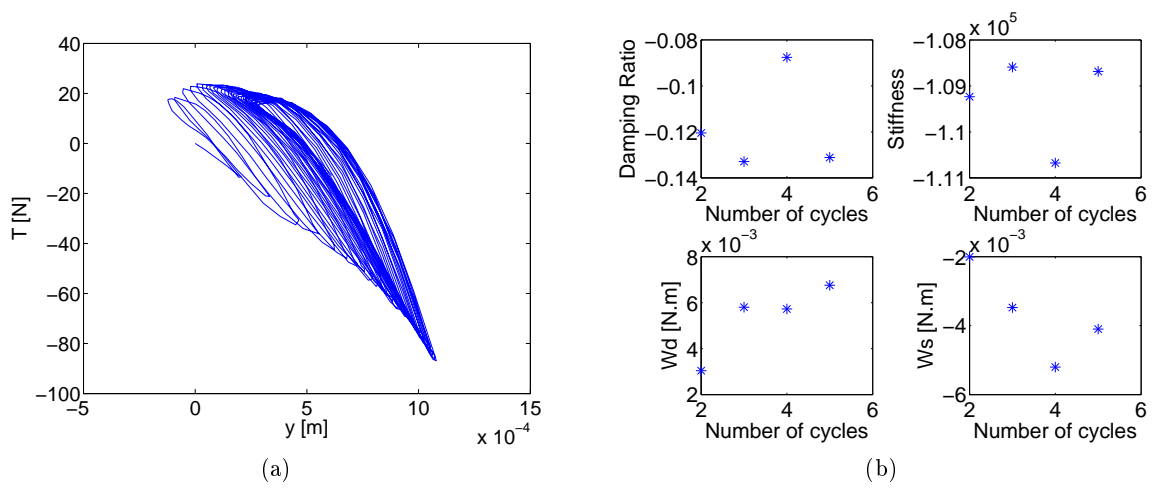 40
20
0
−20
−40
−60
−80
−100
T [N]
−5 0 5 10 15
y [m]
x 10⁻⁴
(a)
−0.08
−0.1
−0.12
−0.14
Damping Ratio
2 4 6
Number of cycles
x 10⁵
−1.08
−1.09
−1.1
−1.11
Stiffness
2 4 6
Number of cycles
x 10⁻³
8
6
4
2
Wd [N.m]
2 4 6
Number of cycles
x 10⁻³
−2
−4
−6
Ws [N.m]
2 4 6
Number of cycles
(b)